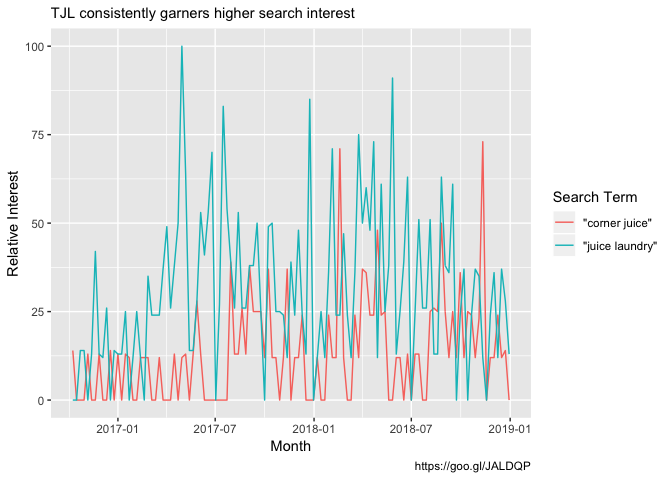 TJL consistently garners higher search interest
100
75
50
25
0
Relative Interest
2017-01 2017-07 2018-01 2018-07 2019-01
Month
Search Term
"corner juice"
"juice laundry"
https://goo.gl/JALDQP